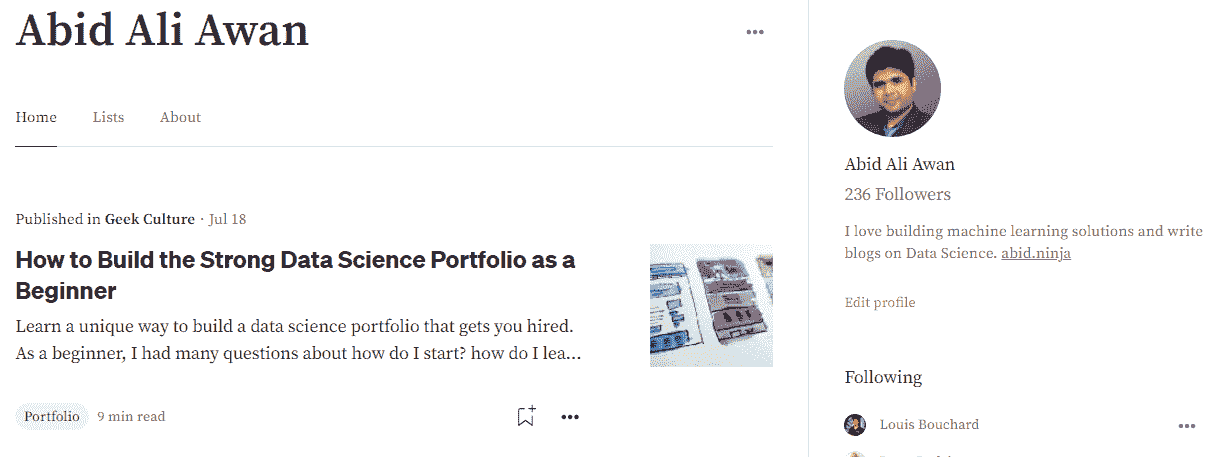 Abid Ali Awan
Home Lists About
Published in Geek Culture · Jul 18
How to Build the Strong Data Science Portfolio as a
Beginner
Learn a unique way to build a data science portfolio that gets you hired.
As a beginner, I had many questions about how do I start? how do I lea...
Portfolio 9 min read
Abid Ali Awan
236 Followers
I love building machine learning solutions and write
blogs on Data Science. abid.ninja
Edit profile
Following
Louis Bouchard